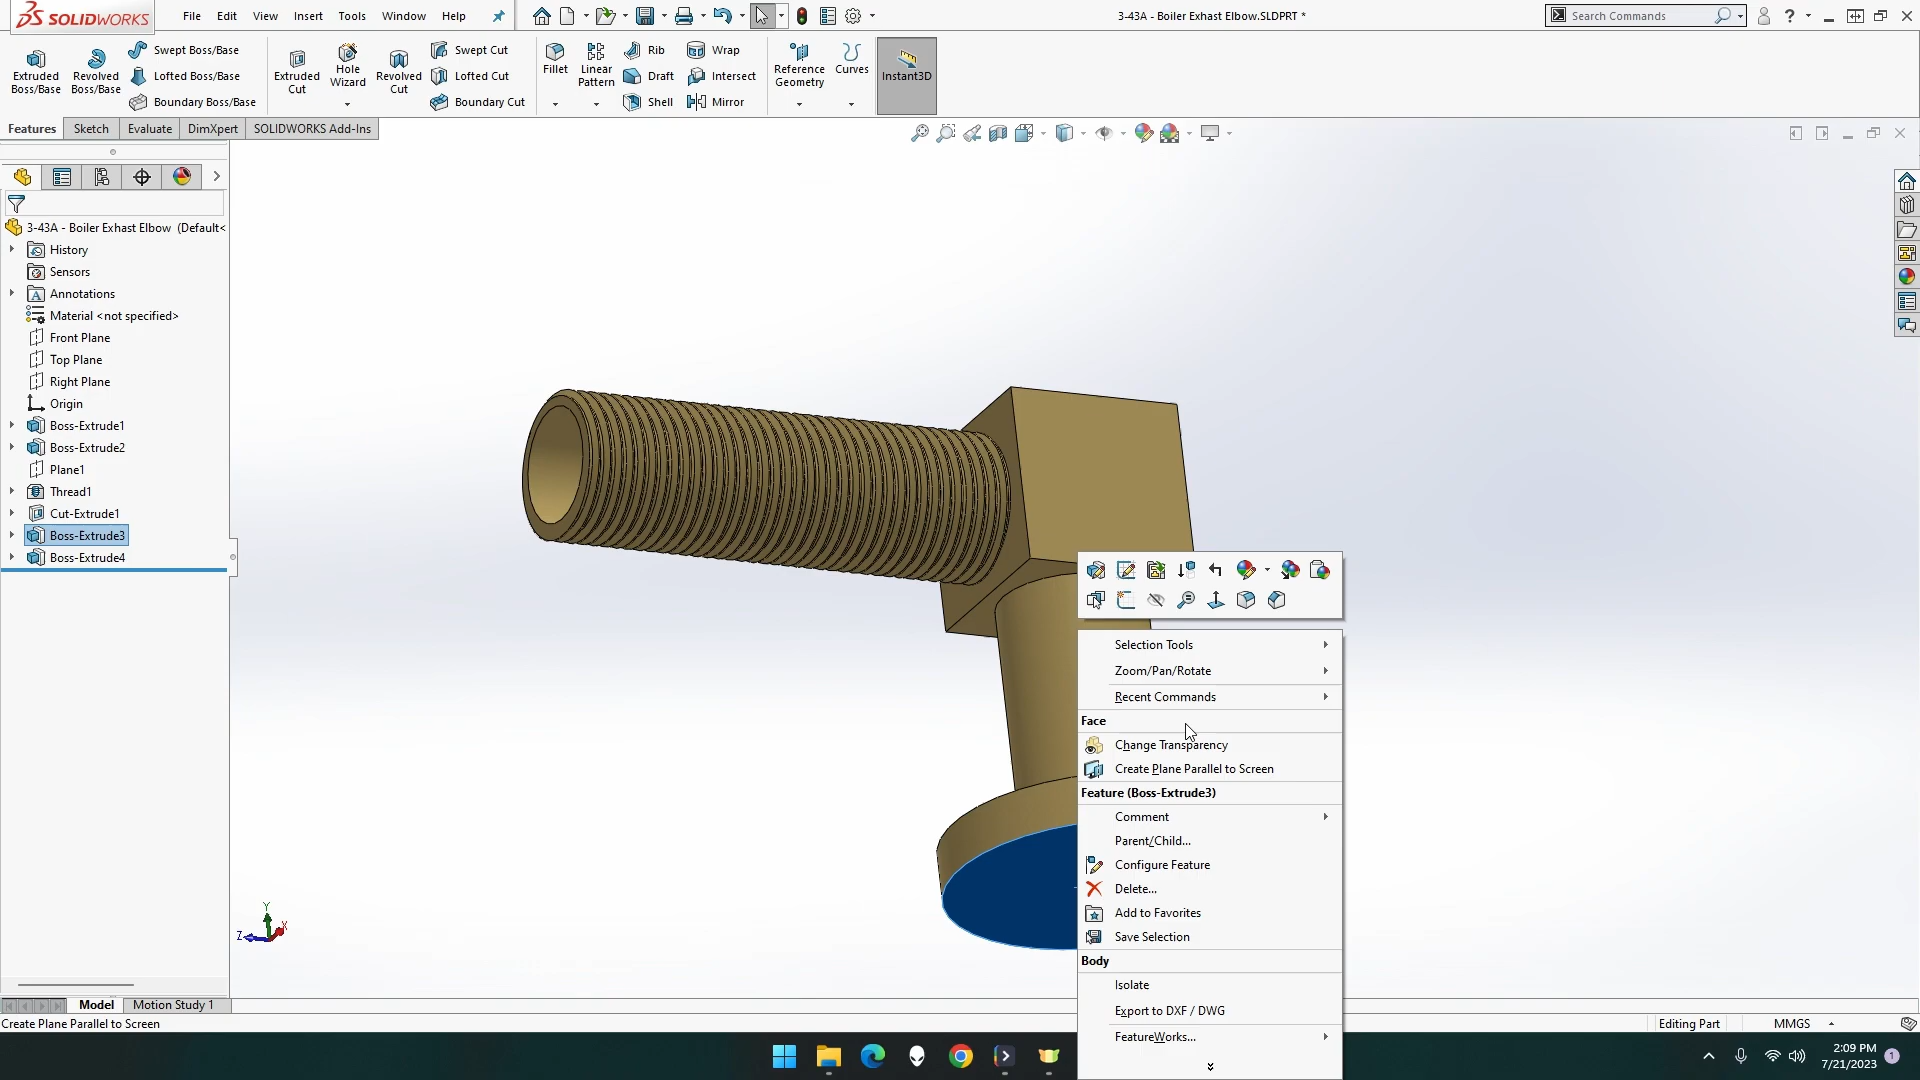 SOLIDWORKS
File Edit View Insert Tools Window Help
3-43A - Boiler Exhast Elbow.SLDPRT *
Search Commands
Extruded Boss/Base
Revolved Boss/Base
Swept Boss/Base
Lofted Boss/Base
Boundary Boss/Base
Extruded Cut
Hole Wizard
Revolved Cut
Swept Cut
Lofted Cut
Boundary Cut
Fillet
Linear Pattern
Rib
Draft
Shell
Wrap
Intersect
Mirror
Reference Geometry
Curves
Instant3D
Features Sketch Evaluate DimXpert SOLIDWORKS Add-Ins
3-43A - Boiler Exhast Elbow (Default<
History
Sensors
Annotations
Material <not specified>
Front Plane
Top Plane
Right Plane
Origin
Boss-Extrude1
Boss-Extrude2
Plane1
Thread1
Cut-Extrude1
Boss-Extrude3
Boss-Extrude4
Selection Tools
Zoom/Pan/Rotate
Recent Commands
Face
Change Transparency
Create Plane Parallel to Screen
Feature (Boss-Extrude3)
Comment
Parent/Child...
Configure Feature
Delete...
Add to Favorites
Save Selection
Body
Isolate
Export to DXF / DWG
FeatureWorks...
Y
X
Z
Model Motion Study 1
Create Plane Parallel to Screen
Editing Part
MMGS
2:09 PM
7/21/2023
1